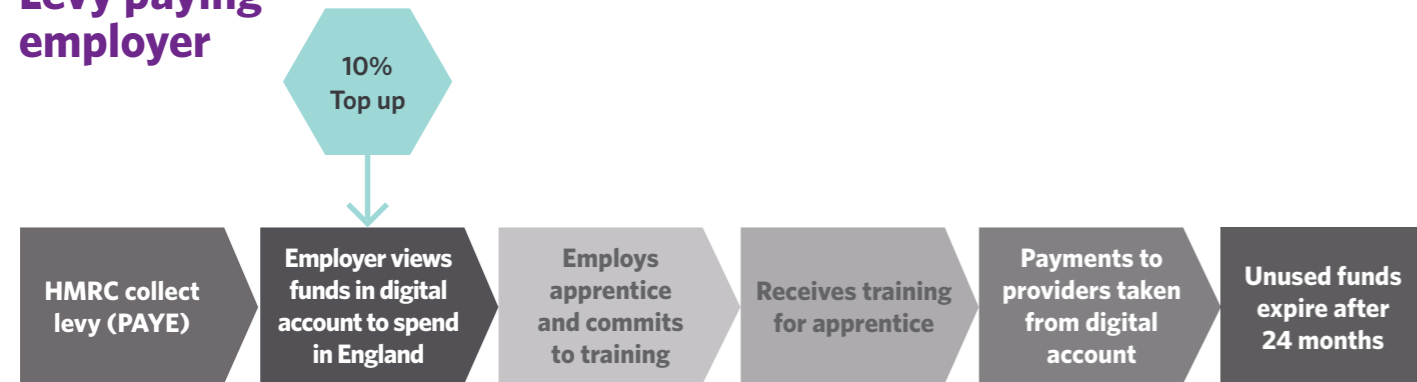 Levy paying
employer
10%
Top up
HMRC collect
levy (PAYE)
Employer views
funds in digital
account to spend
in England
Employs
apprentice
and commits
to training
Receives training
for apprentice
Payments to
providers taken
from digital
account
Unused funds
expire after
24 months